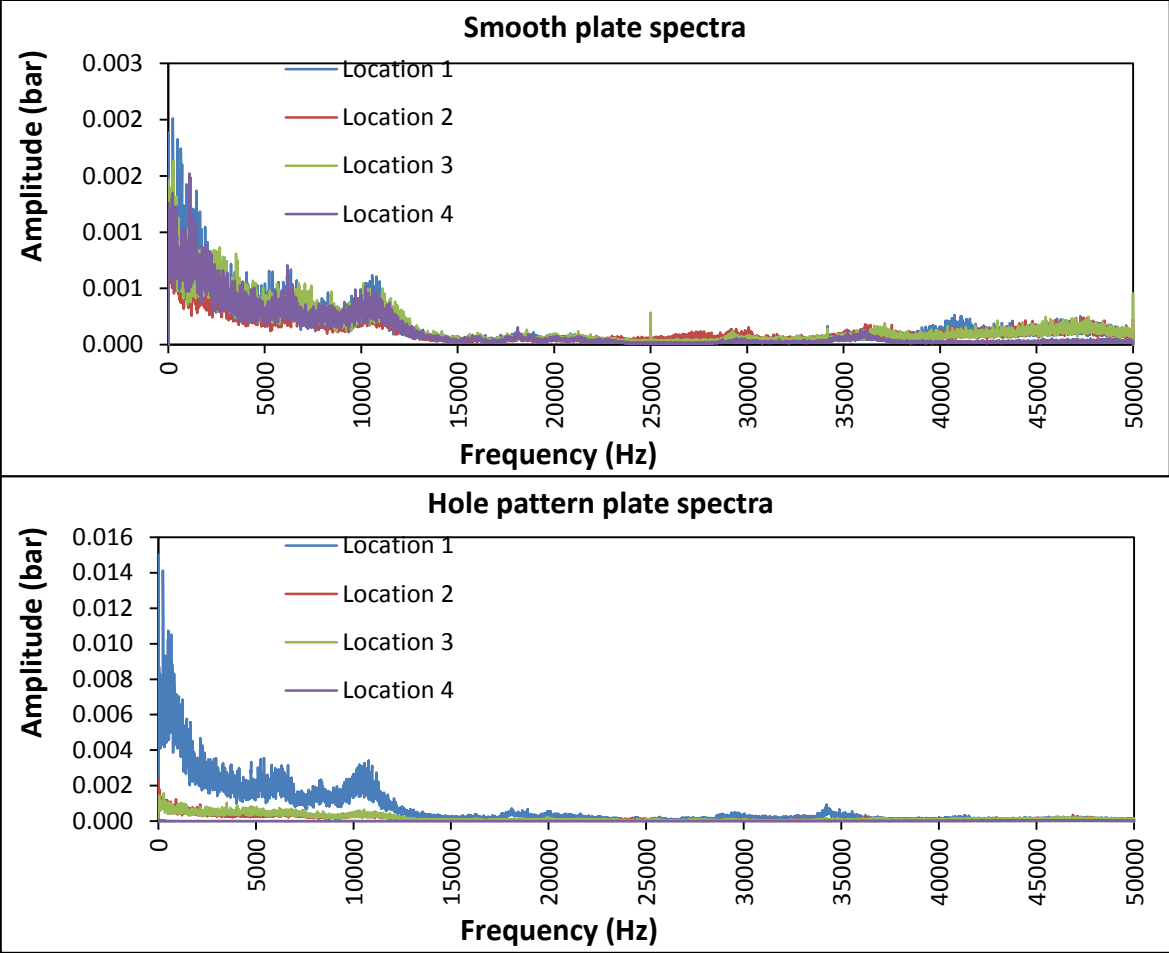 Smooth plate spectra
Amplitude (bar)
0.003
0.002
0.002
0.001
0.001
0.000
Location 1
Location 2
Location 3
Location 4
0 5000 10000 15000 20000 25000 30000 35000 40000 45000 50000
Frequency (Hz)
Hole pattern plate spectra
Amplitude (bar)
0.016
0.014
0.012
0.010
0.008
0.006
0.004
0.002
0.000
Location 1
Location 2
Location 3
Location 4
0 5000 10000 15000 20000 25000 30000 35000 40000 45000 50000
Frequency (Hz)